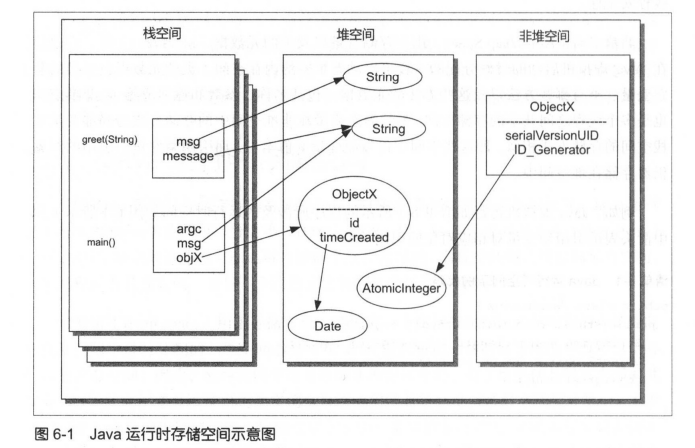 栈空间
堆空间
非堆空间
String
ObjectX
greet(String)
msg
message
String
serialVersionUID
ID_Generator
ObjectX
id
timeCreated
main()
argc
msg
objX
AtomicInteger
Date
图 6-1 Java 运行时存储空间示意图